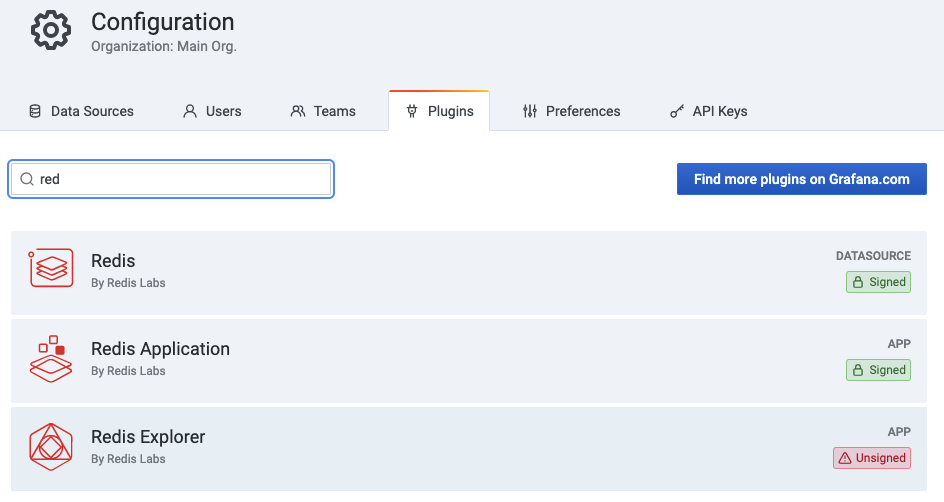 Configuration
Organization: Main Org.
Data Sources Users Teams Plugins Preferences API Keys
red Find more plugins on Grafana.com
Redis DATASOURCE
By Redis Labs Signed
Redis Application APP
By Redis Labs Signed
Redis Explorer APP
By Redis Labs Unsigned